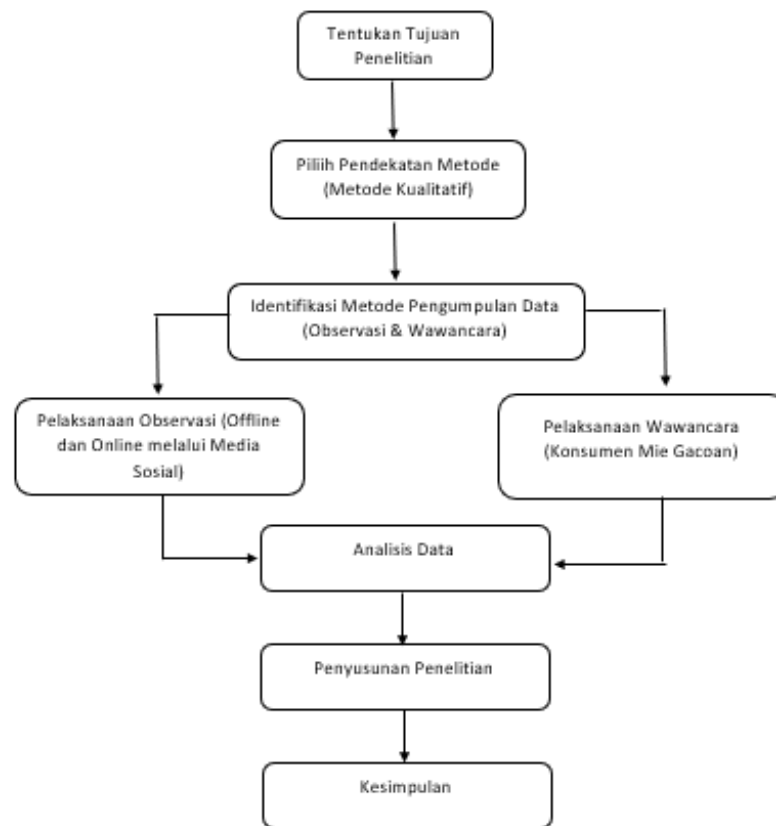 Tentukan Tujuan
Penelitian
Piliih Pendekatan Metode
(Metode Kualitatif)
Identifikasi Metode Pengumpulan Data
(Observasi & Wawancara)
Pelaksanaan Observasi (Offline
dan Online melalui Media
Sosial)
Pelaksanaan Wawancara
(Konsumen Mie Gacoan)
Analisis Data
Penyusunan Penelitian
Kesimpulan